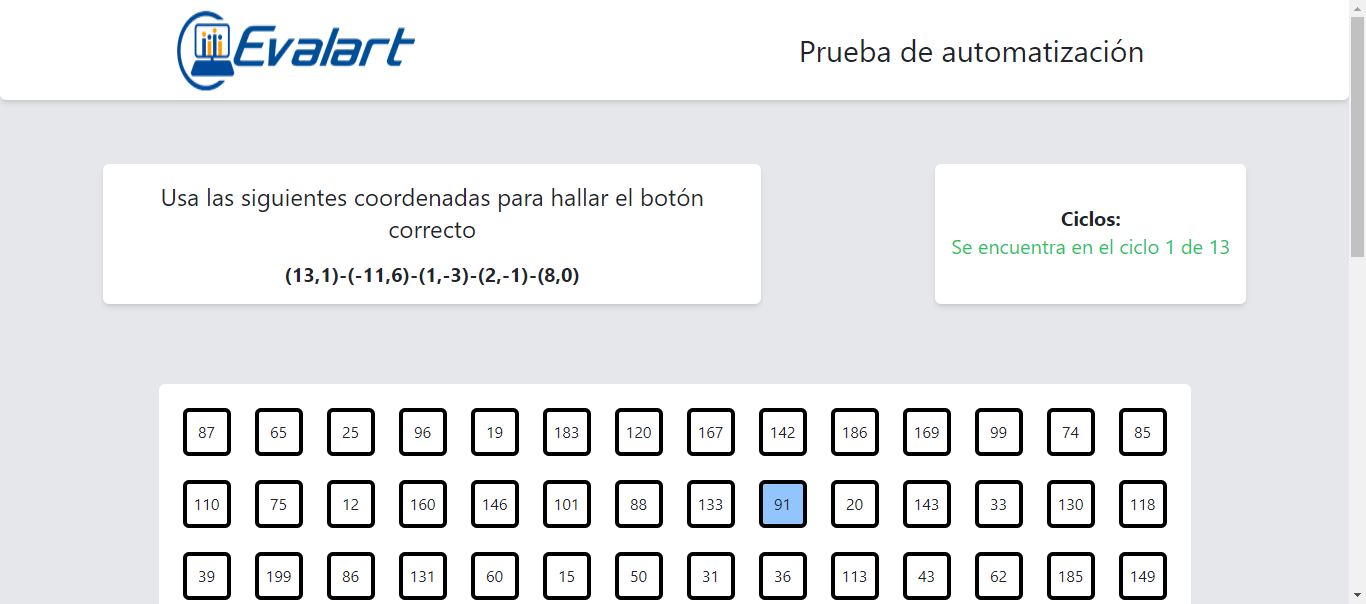 Evalart
Prueba de automatización
Usa las siguientes coordenadas para hallar el botón
correcto
(13,1)-(-11,6)-(1,-3)-(2,-1)-(8,0)
Ciclos:
Se encuentra en el ciclo 1 de 13
87 65 25 96 19 183 120 167 142 186 169 99 74 85
110 75 12 160 146 101 88 133 91 20 143 33 130 118
39 199 86 131 60 15 50 31 36 113 43 62 185 149